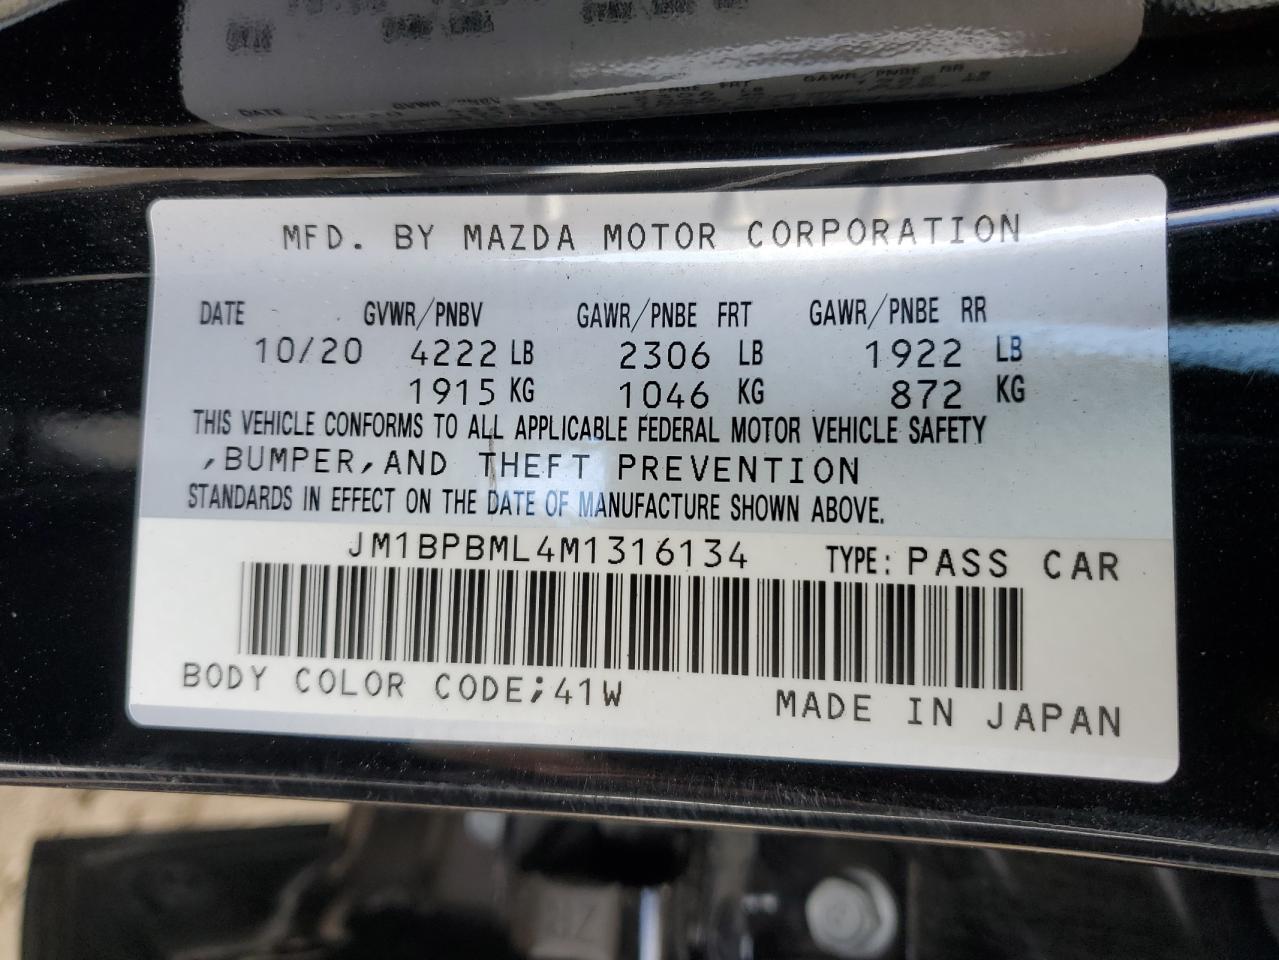 MFD. BY MAZDA MOTOR CORPORATION
DATE GVWR/PNBV GAWR/PNBE FRT GAWR/PNBE RR
10/20 4222 LB 2306 LB 1922 LB
1915 KG 1046 KG 872 KG
THIS VEHICLE CONFORMS TO ALL APPLICABLE FEDERAL MOTOR VEHICLE SAFETY
,BUMPER,AND THEFT PREVENTION
STANDARDS IN EFFECT ON THE DATE OF MANUFACTURE SHOWN ABOVE.
JM1BPBML4M1316134 TYPE: PASS CAR
BODY COLOR CODE;41W MADE IN JAPAN